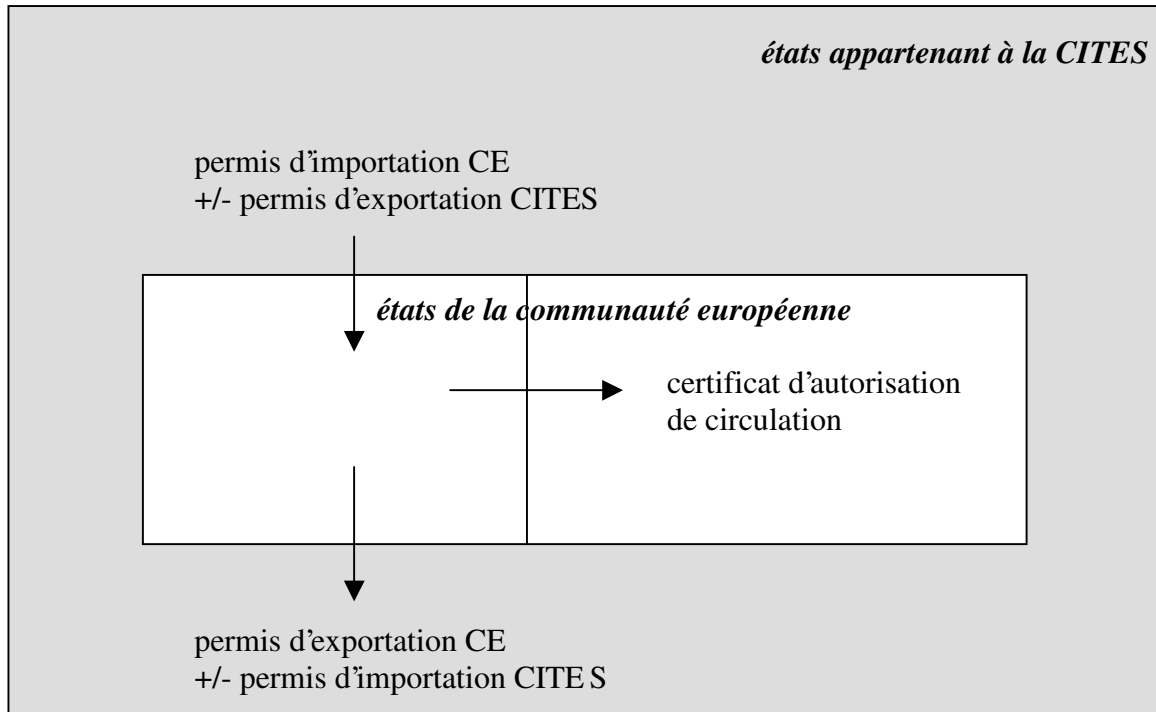 états appartenant à la CITES
permis d'importation CE
+/- permis d'exportation CITES
états de la communauté européenne
certificat d'autorisation
de circulation
permis d'exportation CE
+/- permis d'importation CITE S